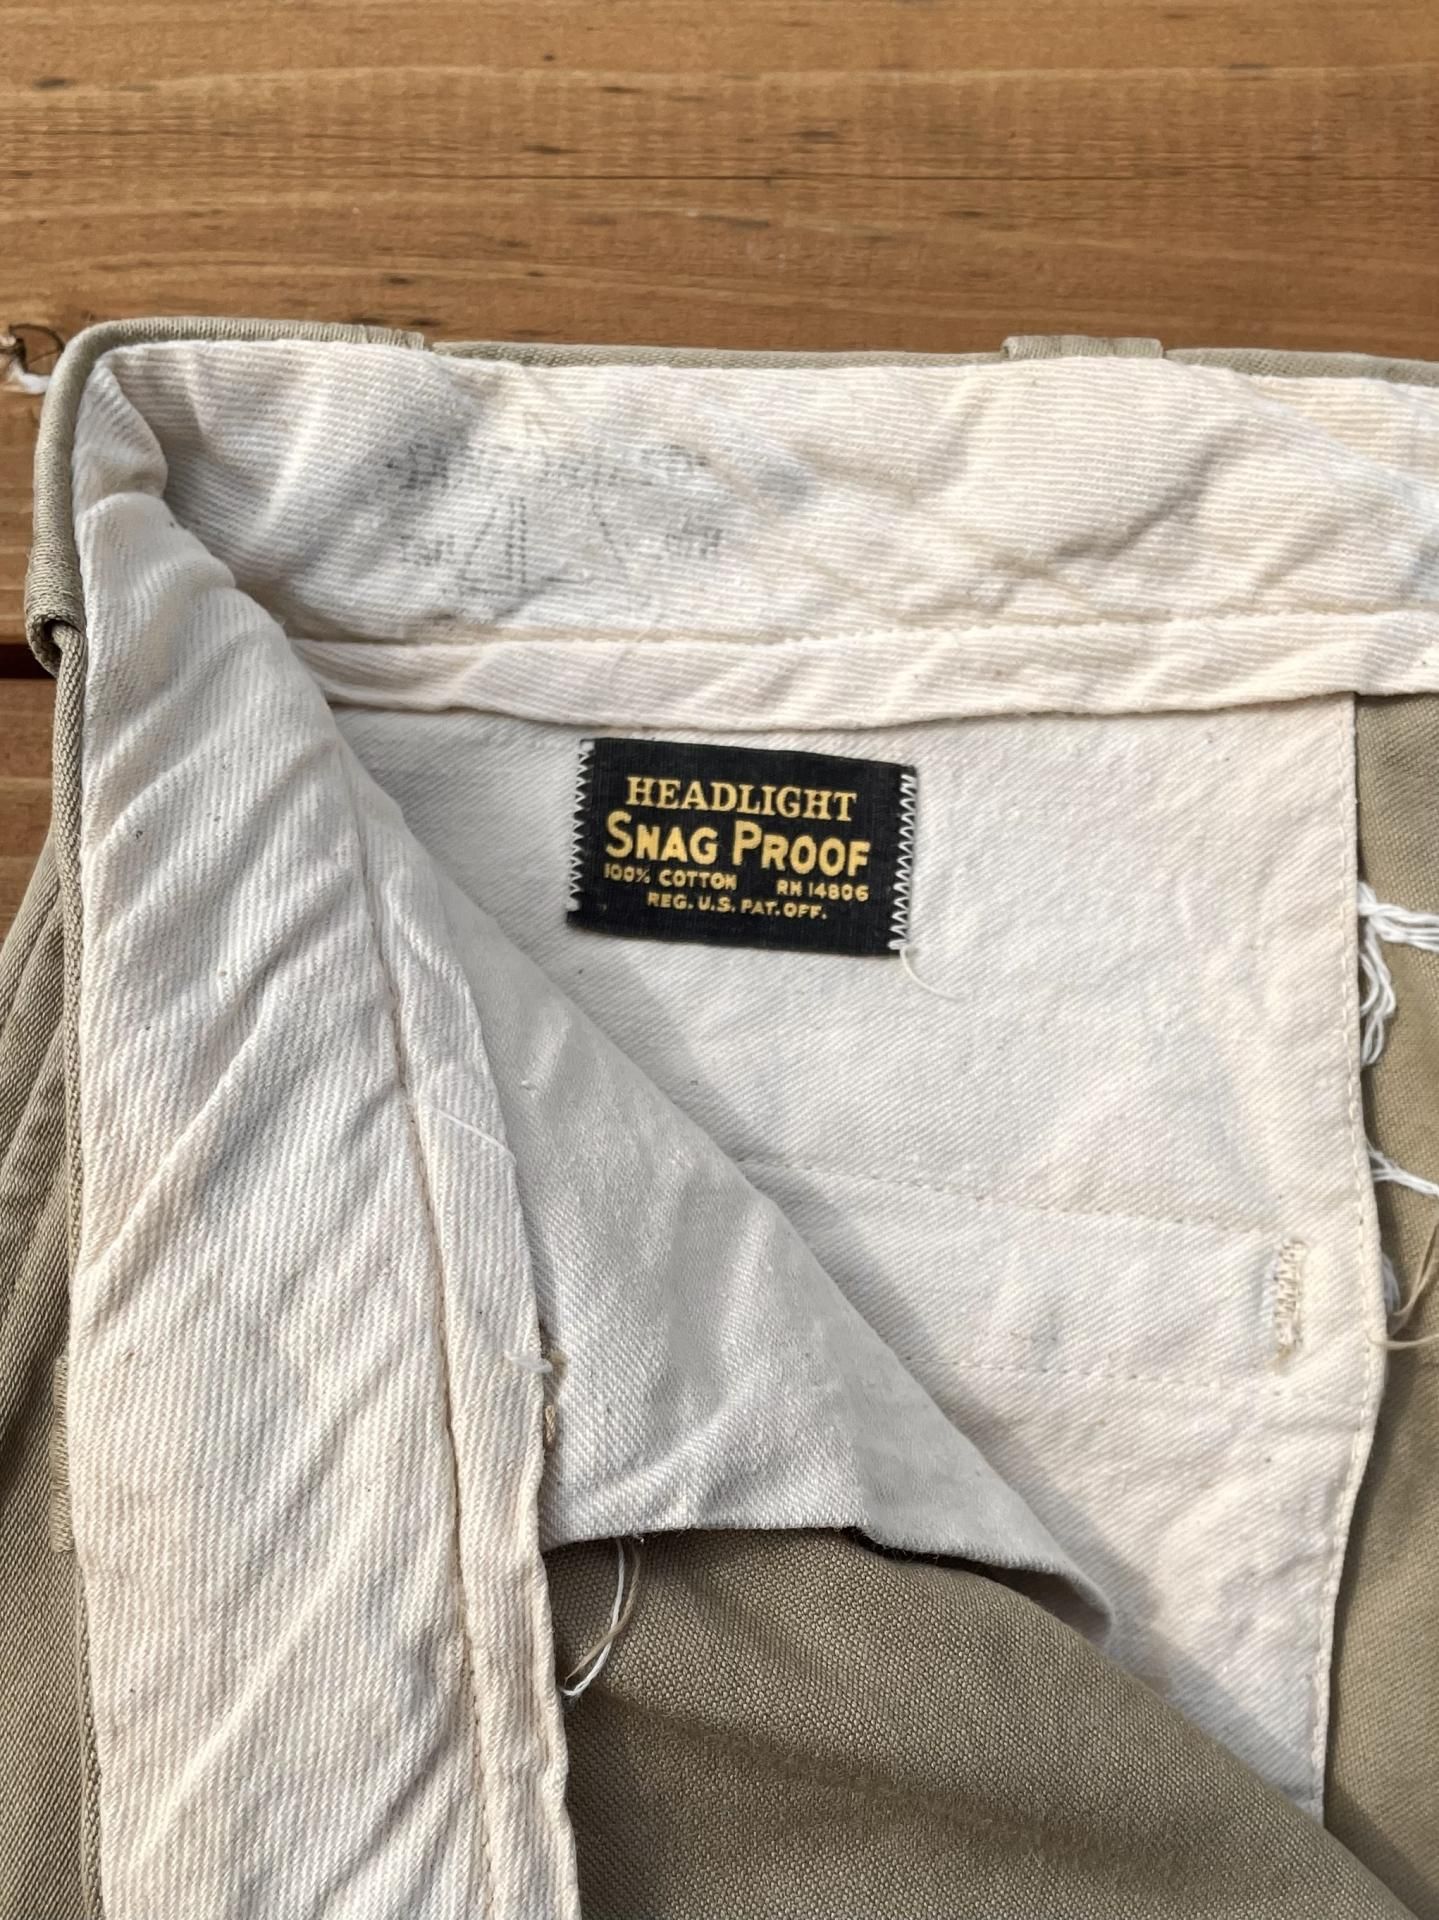 HEADLIGHT
SNAG PROOF
100% COTTON RN 14806
REG. U.S. PAT. OFF.